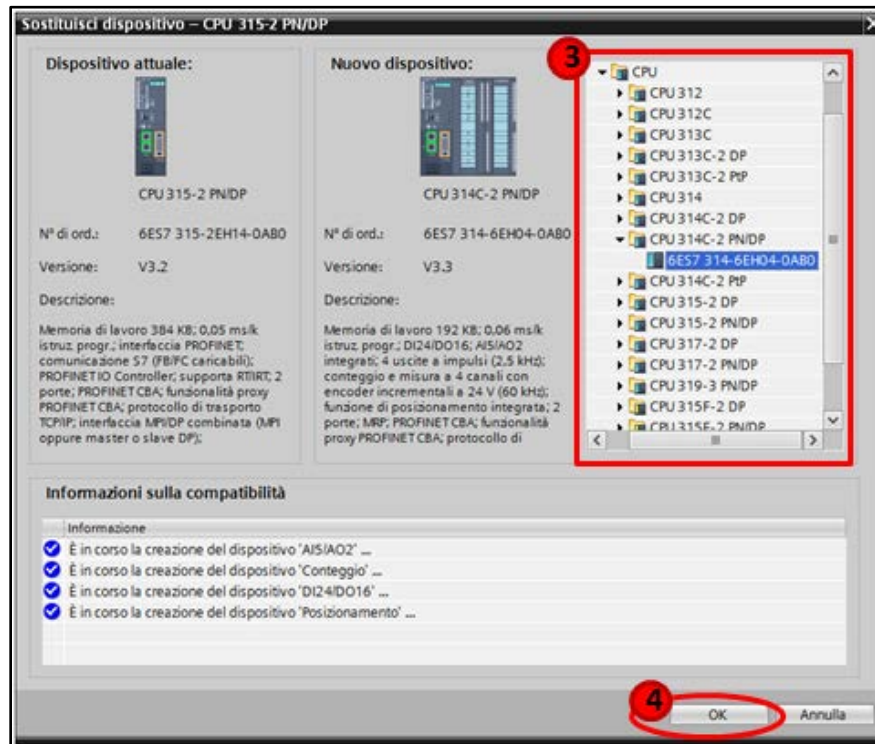 Sostituisci dispositivo – CPU 315-2 PN/DP
Dispositivo attuale:
CPU 315-2 PN/DP
N° di ord.: 6ES7 315-2EH14-0AB0
Versione: V3.2
Descrizione:
Memoria di lavoro 384 KB; 0,05 ms/k
istruz. progr.; interfaccia PROFINET;
comunicazione S7 (FB/FC caricabili);
PROFINET IO Controller; supporta RT/IRT; 2
porte; PROFINET CBA; funzionalità proxy
PROFINET CBA; protocollo di trasporto
TCP/IP; interfaccia MPI/DP combinata (MPI
oppure master o slave DP);
Nuovo dispositivo:
CPU 314C-2 PN/DP
N° di ord.: 6ES7 314-6EH04-0AB0
Versione: V3.3
Descrizione:
Memoria di lavoro 192 KB; 0,06 ms/k
istruz. progr.; DI24/DO16; AI5/AO2
integrati; 4 uscite a impulsi (2,5 kHz);
conteggio e misura a 4 canali con
encoder incrementali a 24 V (60 kHz);
funzione di posizionamento integrata; 2
porte; MRP; PROFINET CBA; funzionalità
proxy PROFINET CBA; protocollo di
3
CPU
CPU 312
CPU 312C
CPU 313C
CPU 313C-2 DP
CPU 313C-2 PtP
CPU 314
CPU 314C-2 DP
CPU 314C-2 PN/DP
6ES7 314-6EH04-0AB0
CPU 314C-2 PtP
CPU 315-2 DP
CPU 315-2 PN/DP
CPU 317-2 DP
CPU 317-2 PN/DP
CPU 319-3 PN/DP
CPU 315F-2 DP
CPU 315F-2 PN/DP
Informazioni sulla compatibilità
Informazione
È in corso la creazione del dispositivo 'AI5/AO2' ...
È in corso la creazione del dispositivo 'Conteggio' ...
È in corso la creazione del dispositivo 'DI24/DO16' ...
È in corso la creazione del dispositivo 'Posizionamento' ...
4
OK Annulla